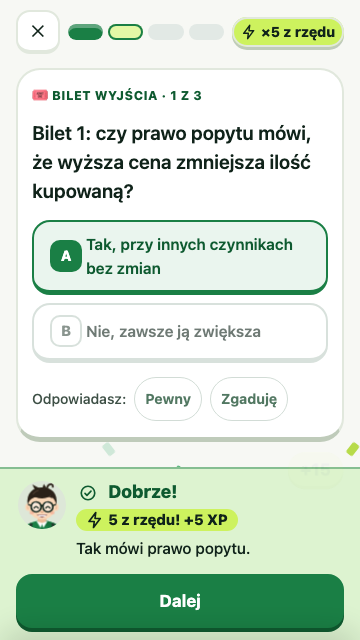 ×5 z rzędu
BILET WYJŚCIA · 1 Z 3
Bilet 1: czy prawo popytu mówi,
że wyższa cena zmniejsza ilość
kupowaną?
A Tak, przy innych czynnikach
bez zmian
B Nie, zawsze ją zwiększa
Odpowiadasz: Pewny Zgaduję
Dobrze!
5 z rzędu! +5 XP
Tak mówi prawo popytu.
Dalej